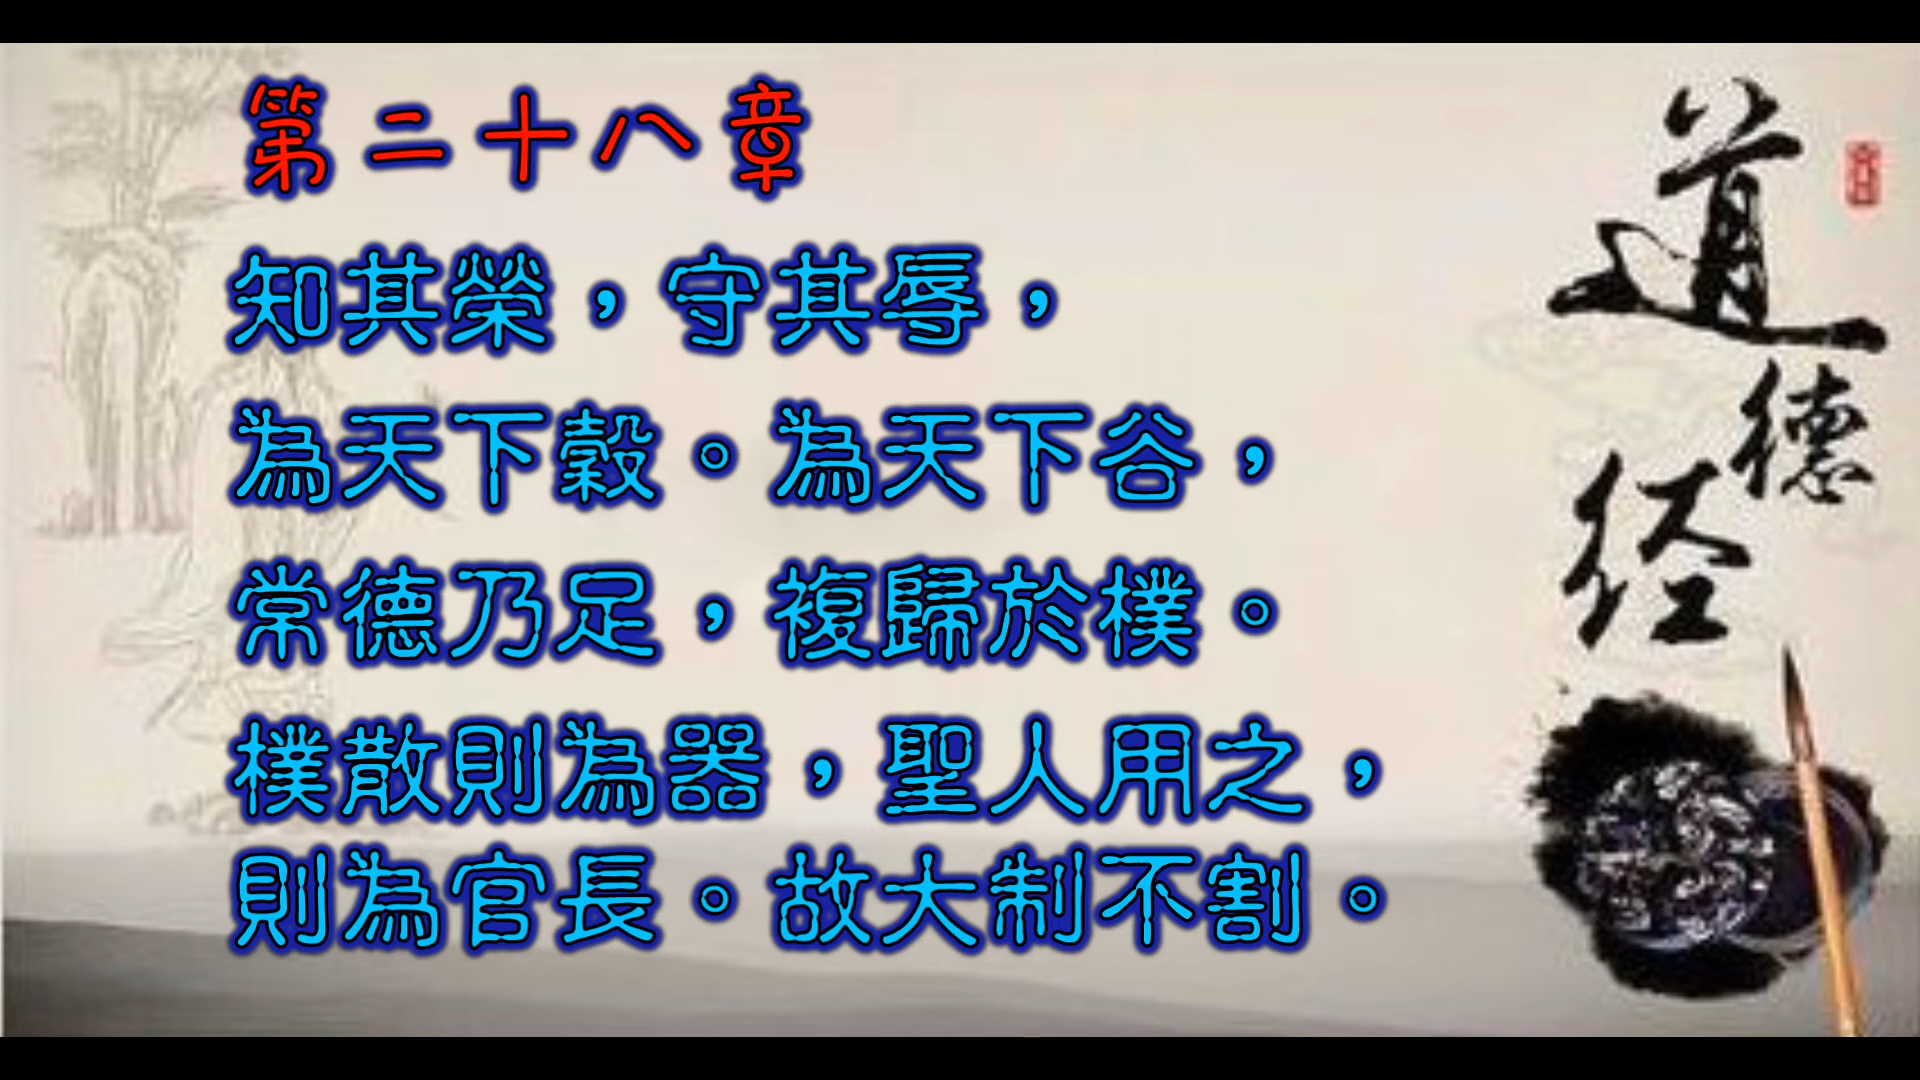 第二十八章
知其榮，守其辱，
為天下穀。為天下谷，
常德乃足，複歸於樸。
樸散則為器，聖人用之，
則為官長。故大制不割。
道德经